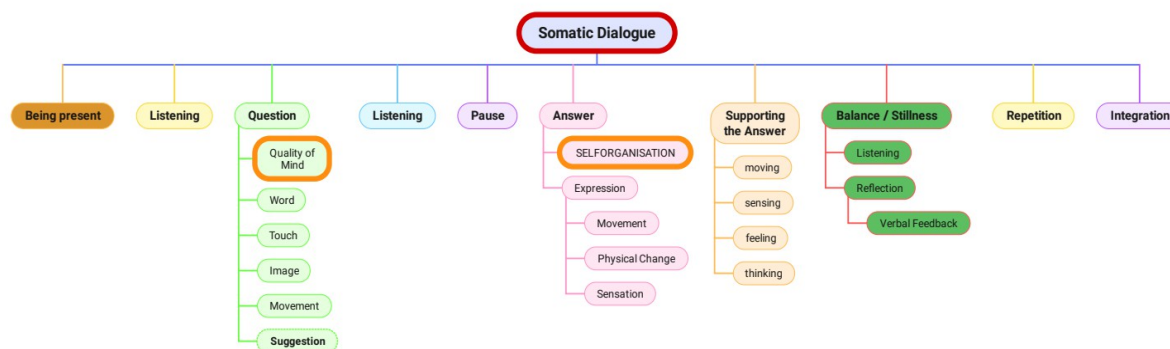 Somatic Dialogue
Being present
Listening
Question
Quality of
Mind
Word
Touch
Image
Movement
Suggestion
Listening
Pause
Answer
SELFORGANISATION
Expression
Movement
Physical Change
Sensation
Supporting
the Answer
moving
sensing
feeling
thinking
Balance / Stillness
Listening
Reflection
Verbal Feedback
Repetition
Integration